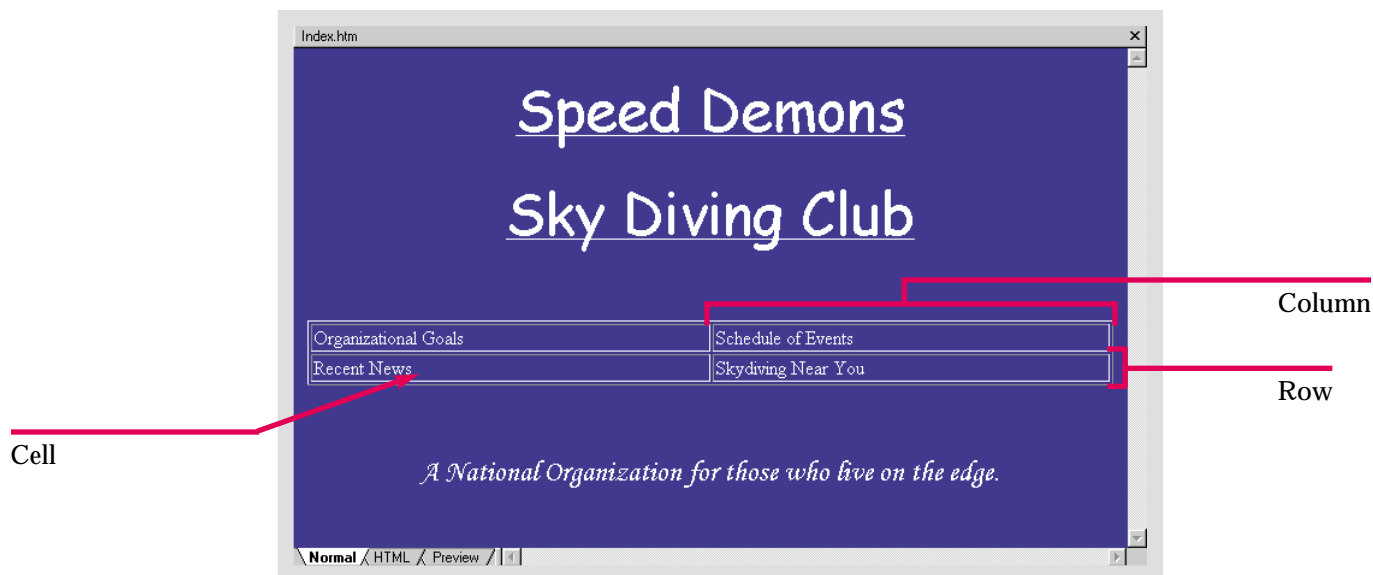 Index.htm
Speed Demons
Sky Diving Club
Column
Organizational Goals Schedule of Events
Recent News Skydiving Near You
Row
Cell
A National Organization for those who live on the edge.
Normal HTML Preview